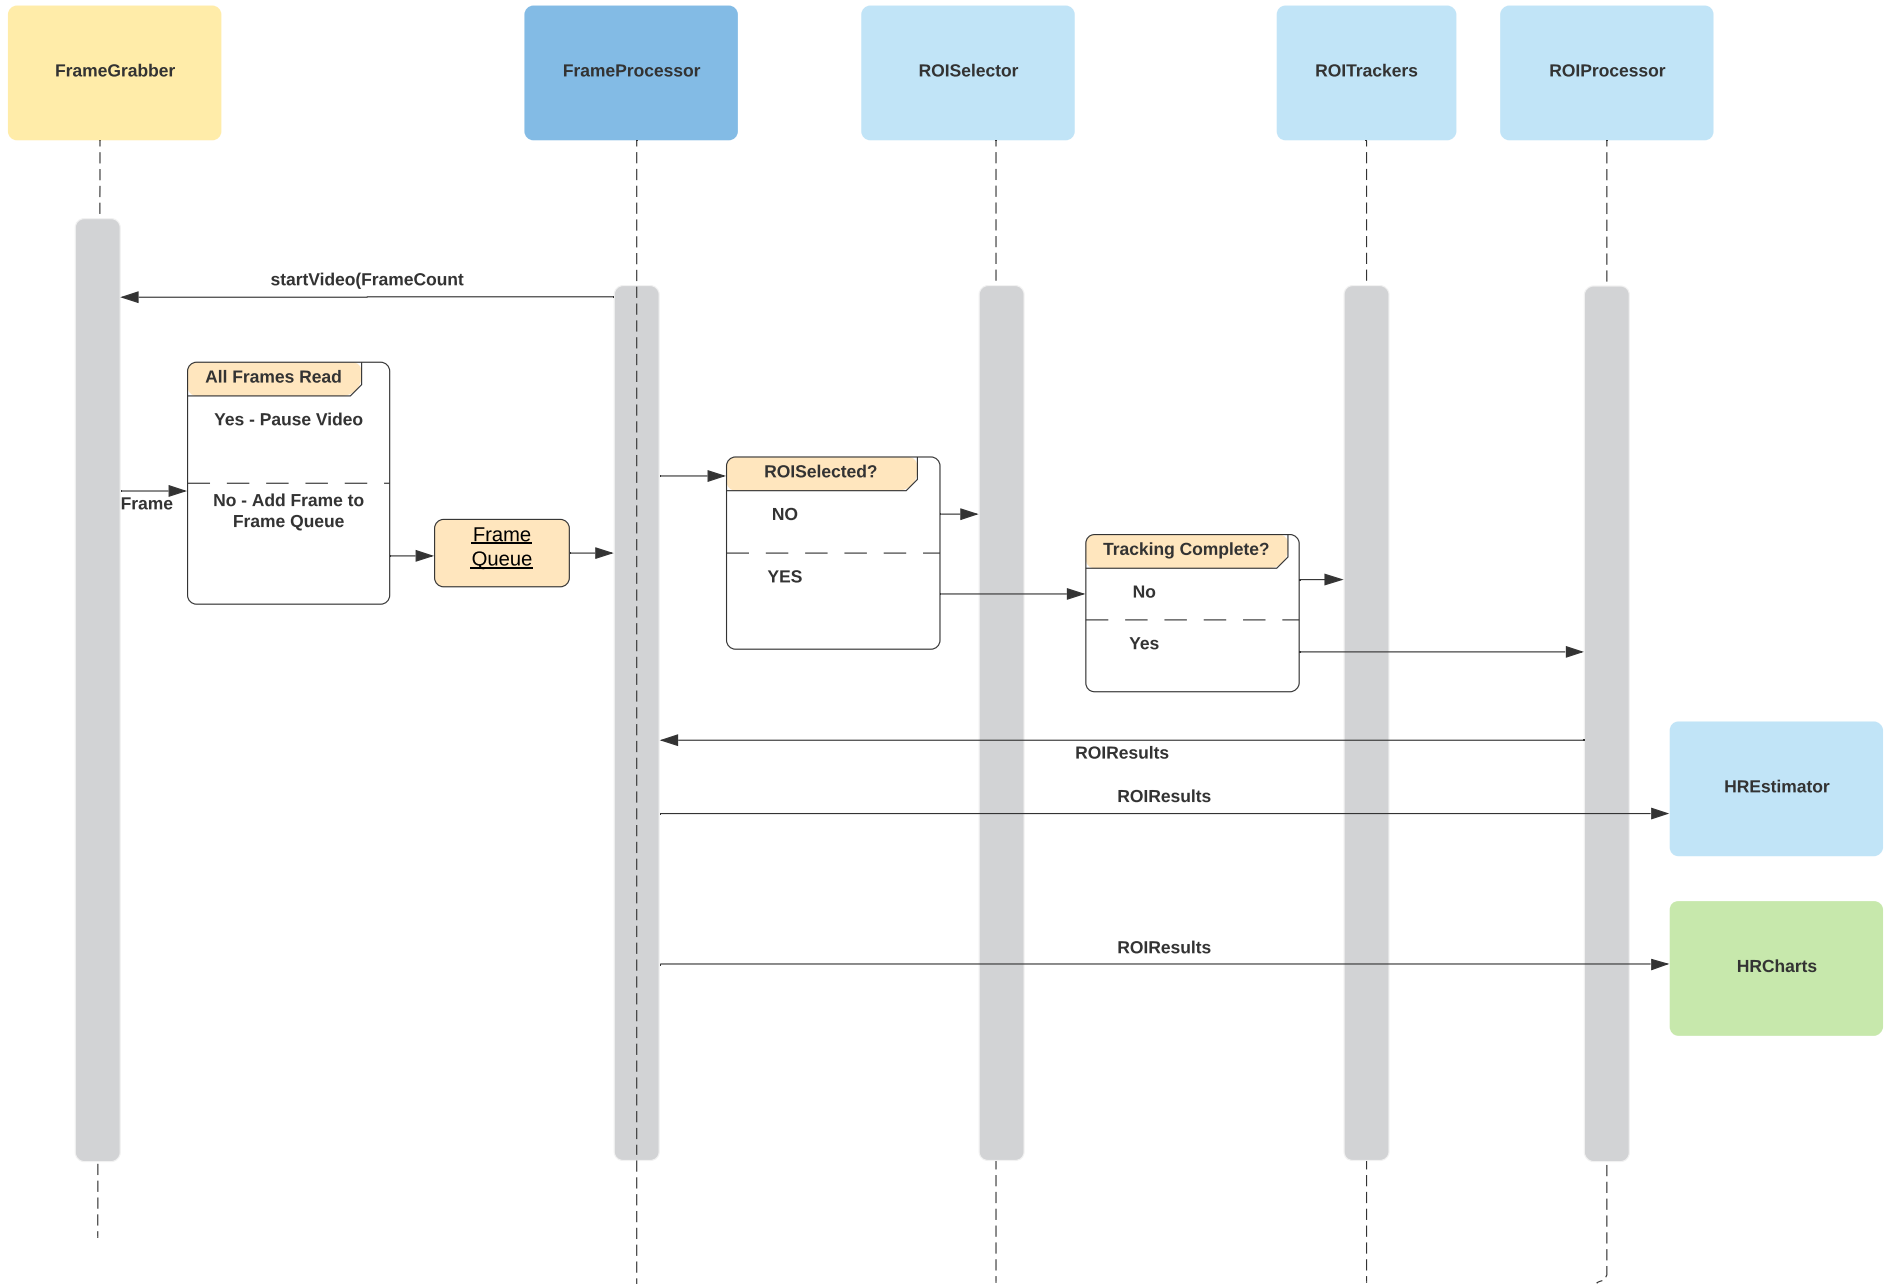 FrameGrabber
FrameProcessor
ROISelector
ROITrackers
ROIProcessor
startVideo(FrameCount
All Frames Read
Yes - Pause Video
Frame
No - Add Frame to
Frame Queue
Frame
Queue
ROISelected?
NO
YES
Tracking Complete?
No
Yes
ROIResults
HREstimator
ROIResults
ROIResults
HRCharts